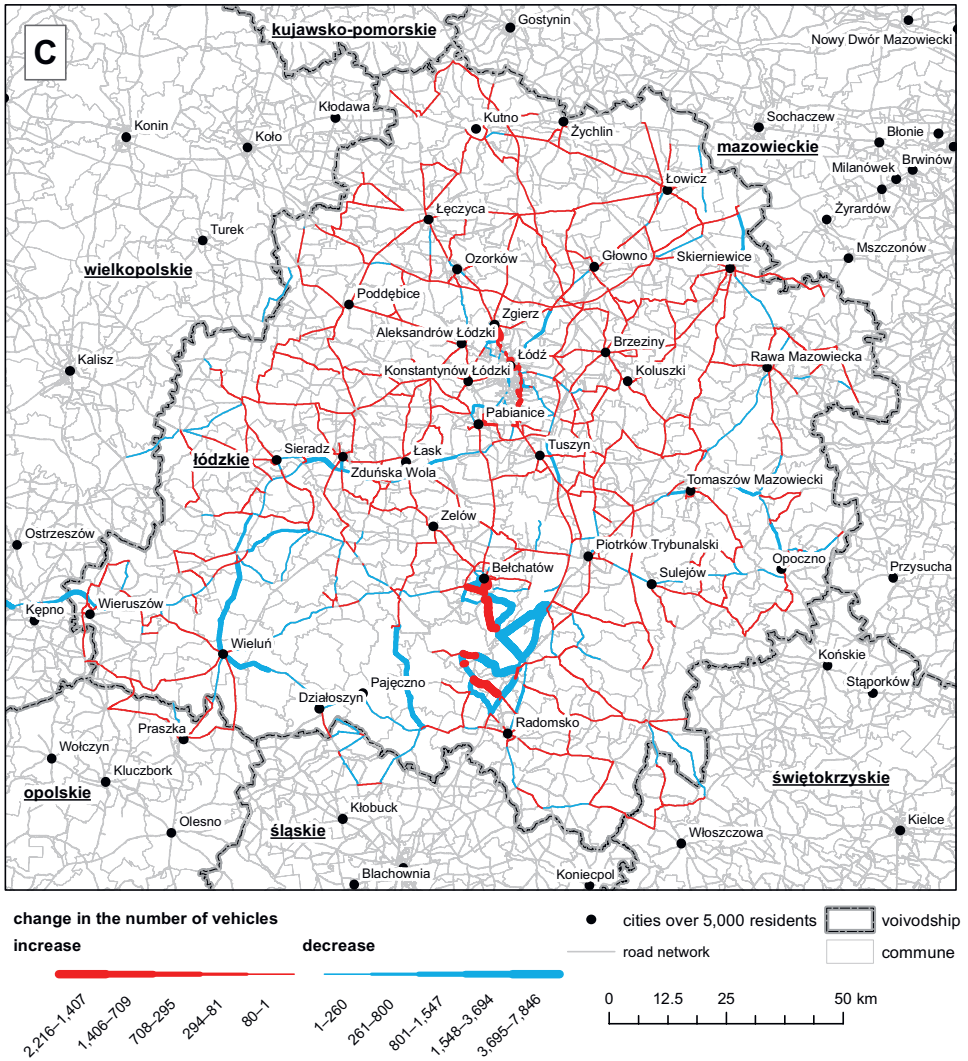 C
kujawsko-pomorskie
Gostynin
Nowy Dwór Mazowiecki
Kłodawa
Konin
Koło
Kutno
Żychlin
Sochaczew
Błonie
mazowieckie
Milanówek
Brwinów
Łowicz
Żyrardów
Łęczyca
Turek
Mszczonów
wielkopolskie
Ozorków
Głowno
Skierniewice
Poddębice
Zgierz
Aleksandrów Łódzki
Łódź
Brzeziny
Rawa Mazowiecka
Kalisz
Konstantynów Łódzki
Koluszki
Pabianice
Sieradz
łódzkie
Łask
Tuszyn
Zduńska Wola
Tomaszów Mazowiecki
Zelów
Ostrzeszów
Piotrków Trybunalski
Opoczno
Przysucha
Bełchatów
Sulejów
Kępno
Wieruszów
Wieluń
Końskie
Pajęczno
Stąporków
Działoszyn
Radomsko
Praszka
Wołczyn
Kluczbork
świętokrzyskie
opolskie
Olesno
śląskie
Kłobuck
Włoszczowa
Kielce
Blachownia
Koniecpol
change in the number of vehicles
increase
decrease
2,216–1,407
1,406–709
708–295
294–81
80–1
1–260
261–800
801–1,547
1,548–3,694
3,695–7,846
cities over 5,000 residents
voivodship
road network
commune
0 12.5 25 50 km